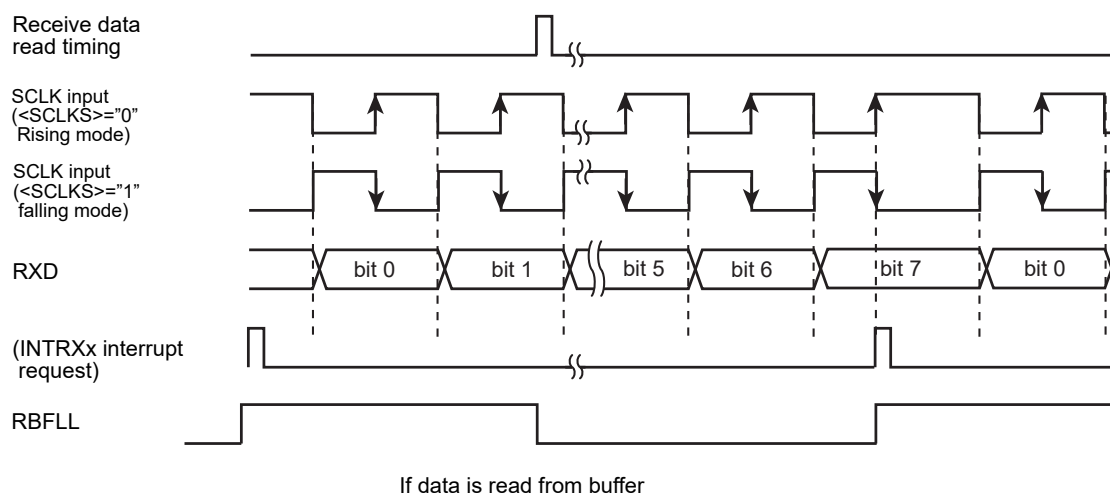 Receive data
read timing
SCLK input
(<SCLKS>="0"
Rising mode)
SCLK input
(<SCLKS>="1"
falling mode)
RXD
bit 0
bit 1
bit 5
bit 6
bit 7
bit 0
(INTRXx interrupt
request)
RBFLL
If data is read from buffer